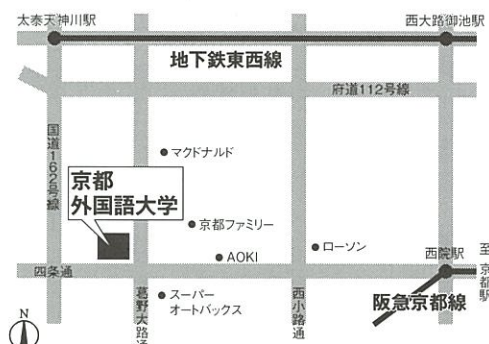 太秦天神川駅
西大路御池駅
地下鉄東西線
府道112号線
国道162号線
マクドナルド
京都
外国語大学
京都ファミリー
ローソン
AOKI
西院駅
至
京都駅
四条通
阪急京都線
葛野大路通
スーパー
オートバックス
西小路通
N